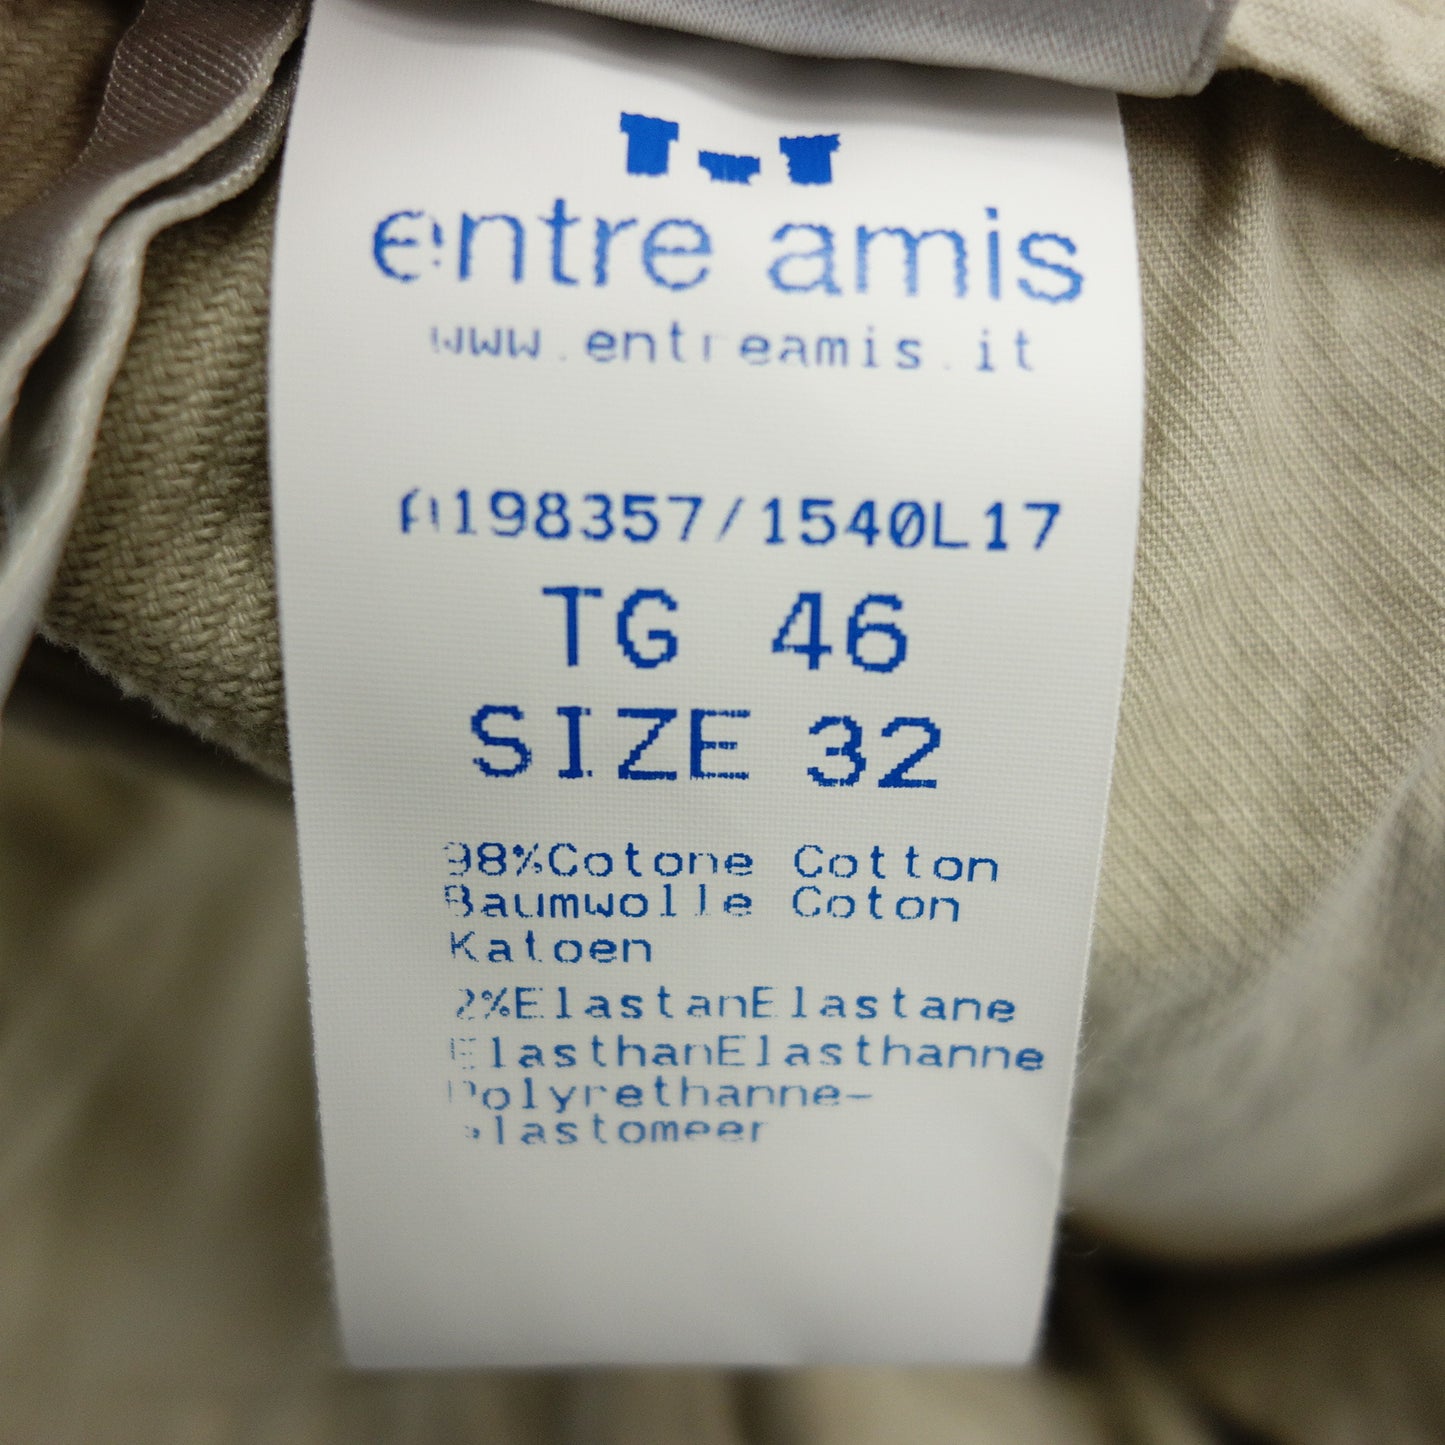 entre amis
www.entreamis.it
A198357/1540L17
TG 46
SIZE 32
98%Cotone Cotton
Baumwolle Coton
Katoen
2%ElastanElastane
ElasthanElasthanne
Polyrethanne-
elastomeer